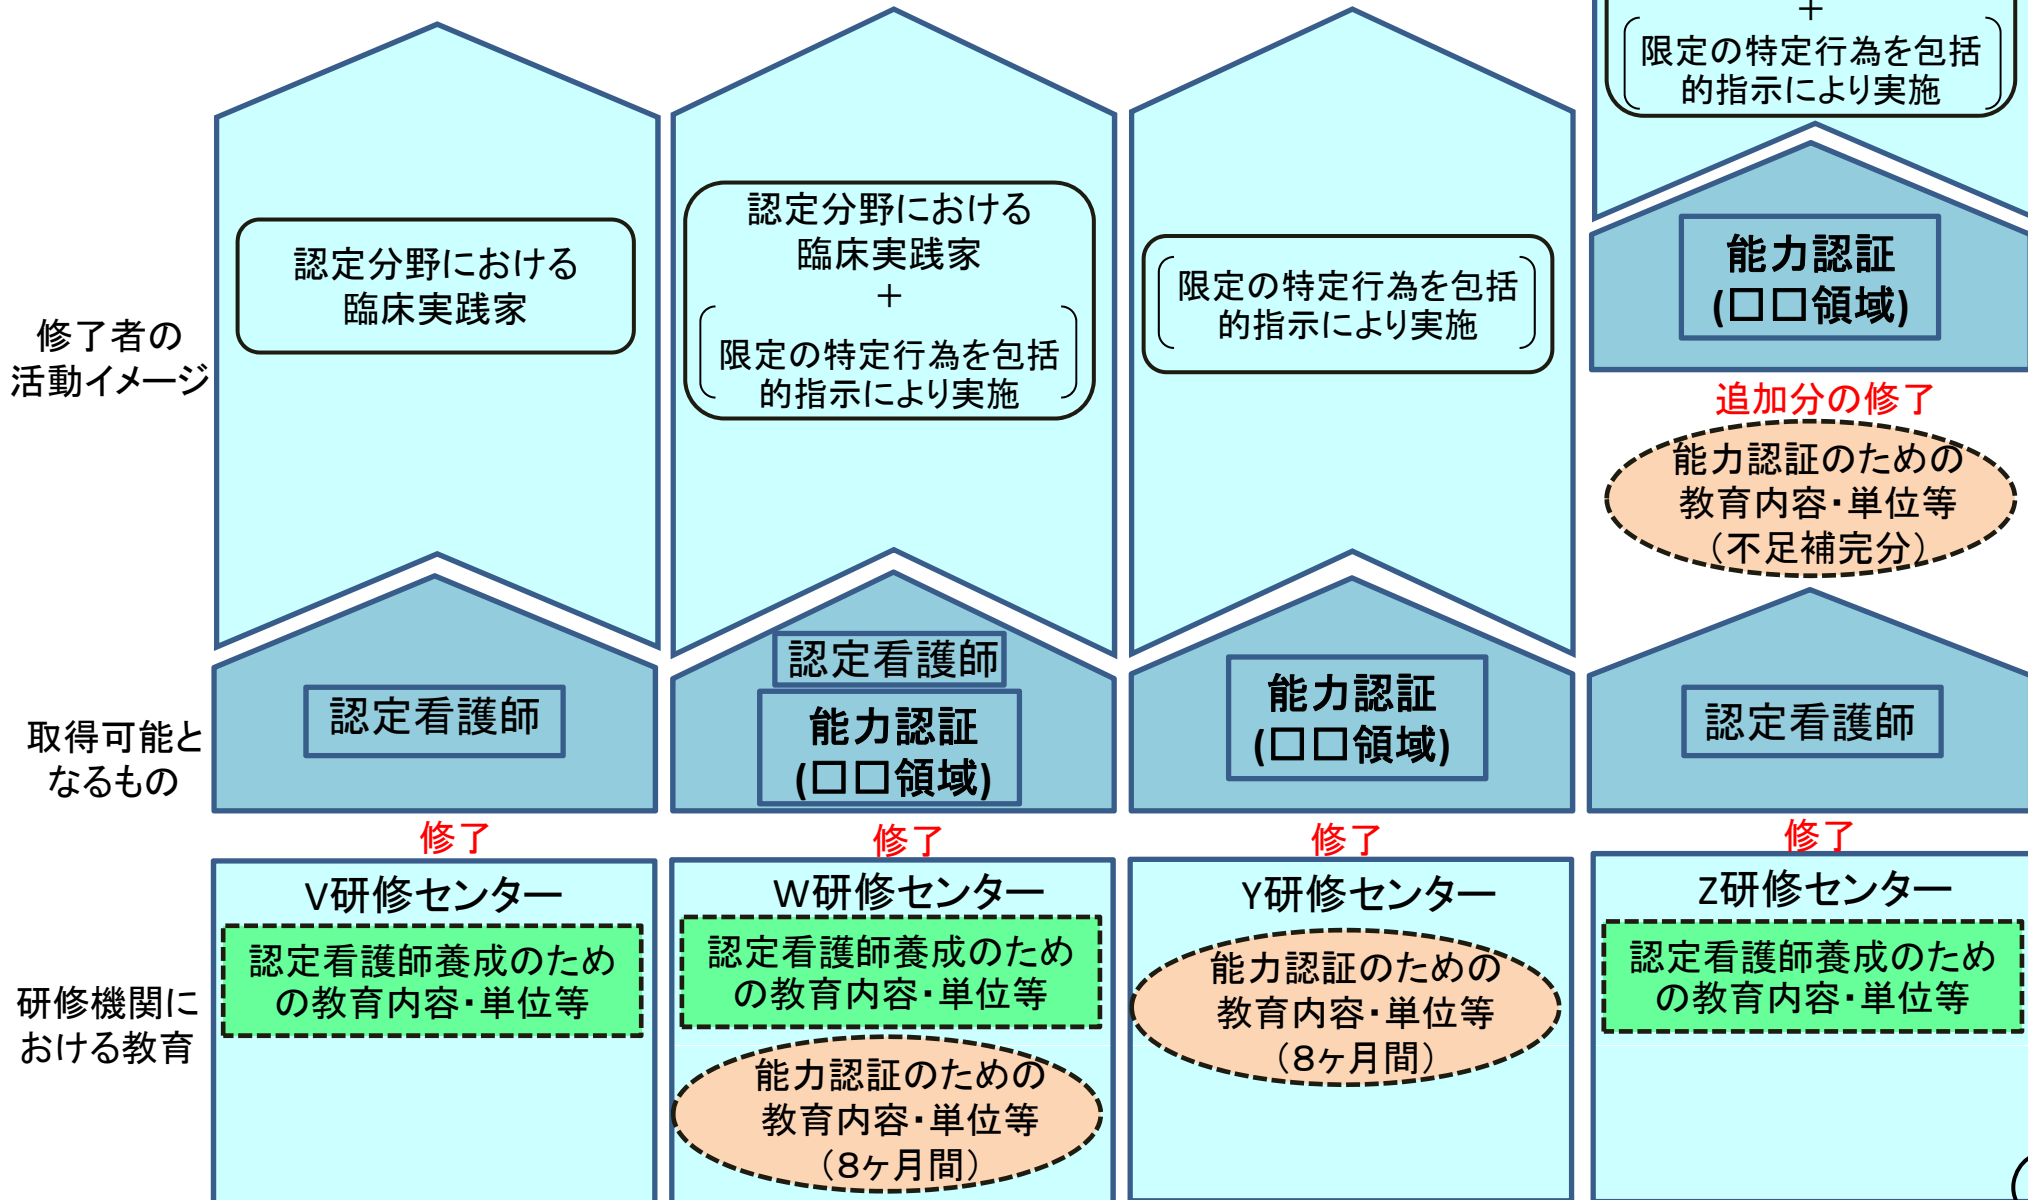 修了者の
活動イメージ
認定分野における
臨床実践家
認定分野における
臨床実践家
+
限定の特定行為を包括
的指示により実施
限定の特定行為を包括
的指示により実施
+
限定の特定行為を包括
的指示により実施
能力認証
(□□領域)
追加分の修了
能力認証のための
教育内容・単位等
(不足補完分)
取得可能と
なるもの
認定看護師
認定看護師
能力認証
(□□領域)
能力認証
(□□領域)
認定看護師
修了
修了
修了
修了
研修機関に
おける教育
V研修センター
認定看護師養成のため
の教育内容・単位等
W研修センター
認定看護師養成のため
の教育内容・単位等
能力認証のための
教育内容・単位等
(8ヶ月間)
Y研修センター
能力認証のための
教育内容・単位等
(8ヶ月間)
Z研修センター
認定看護師養成のため
の教育内容・単位等